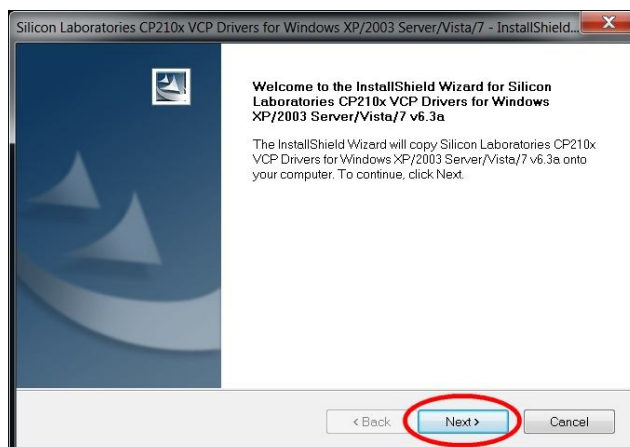 Silicon Laboratories CP210x VCP Drivers for Windows XP/2003 Server/Vista/7 - InstallShield...
Welcome to the InstallShield Wizard for Silicon
Laboratories CP210x VCP Drivers for Windows
XP/2003 Server/Vista/7 v6.3a
The InstallShield Wizard will copy Silicon Laboratories CP210x
VCP Drivers for Windows XP/2003 Server/Vista/7 v6.3a onto
your computer. To continue, click Next.
< Back Next > Cancel